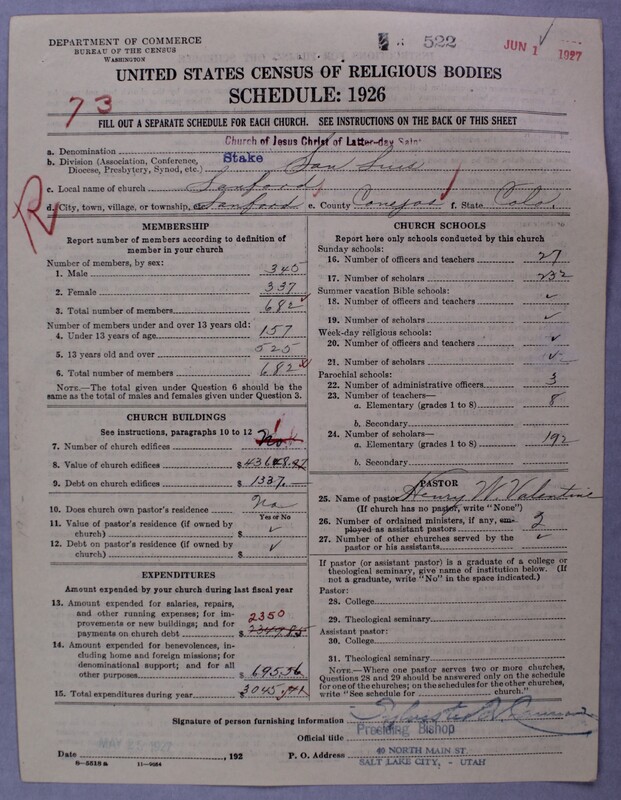 DEPARTMENT OF COMMERCE
BUREAU OF THE CENSUS
WASHINGTON
522
JUN 1 1927
UNITED STATES CENSUS OF RELIGIOUS BODIES
SCHEDULE: 1926
73
FILL OUT A SEPARATE SCHEDULE FOR EACH CHURCH. SEE INSTRUCTIONS ON THE BACK OF THIS SHEET
a. Denomination Church of Jesus Christ of Latter-day Saints
b. Division (Association, Conference, Diocese, Presbytery, Synod, etc.) Stake San Luis
c. Local name of church Sanford
R
d. City, town, village, or township, etc. Sanford e. County Conejos f. State Colo
MEMBERSHIP
Report number of members according to definition of
member in your church
Number of members, by sex:
1. Male 345
2. Female 337
3. Total number of members 682
Number of members under and over 13 years old:
4. Under 13 years of age 157
5. 13 years old and over 525
6. Total number of members 682
NOTE.—The total given under Question 6 should be
same as the total of males and females given under Question 3.
CHURCH BUILDINGS
See instructions, paragraphs 10 to 12
7. Number of church edifices 1
8. Value of church edifices $
9. Debt on church edifices $ 1337.—
10. Does church own pastor's residence? No
Yes or No
11. Value of pastor's residence (if owned by
church) $ ✓
12. Debt on pastor's residence (if owned by
church) $ ✓
EXPENDITURES
Amount expended by your church during last fiscal year
13. Amount expended for salaries, repairs,
and other running expenses; for im-
provements or new buildings; and for
payments on church debt $ 2350
14. Amount expended for benevolences,
including home and foreign missions; for
denominational support; and for all
other purposes $ 695.56
15. Total expenditures during year $ 3045
CHURCH SCHOOLS
Report here only schools conducted by this church
Sunday schools:
16. Number of officers and teachers 27
17. Number of scholars 232
Summer vacation Bible schools:
18. Number of officers and teachers ✓
19. Number of scholars ✓
Week-day religious schools:
20. Number of officers and teachers ✓
21. Number of scholars ✓
Parochial schools:
22. Number of administrative officers 3
23. Number of teachers—
a. Elementary (grades 1 to 8) 8
b. Secondary
24. Number of scholars—
a. Elementary (grades 1 to 8) 192
b. Secondary
PASTOR
25. Name of pastor Henry W. Valentine
(If church has no pastor, write "None")
26. Number of ordained ministers, if any, em-
ployed as assistant pastors
27. Number of other churches served by the
pastor or his assistants ✓
If pastor (or assistant pastor) is a graduate of a college or
theological seminary, give name of institution below. (If
not a graduate, write "No" in the space indicated.)
Pastor:
28. College
29. Theological seminary
Assistant pastor:
30. College
31. Theological seminary
NOTE.—Where one pastor serves two or more churches,
Questions 28 and 29 should be answered only on the schedule
for one of the churches; on the schedules for the other churches,
write "See schedule for church."
Signature of person furnishing information
Official title Presiding Bishop
Date MAY 25 1927, 192 P. O. Address 40 NORTH MAIN ST
SALT LAKE CITY, - UTAH
8—5518 a 11—9084